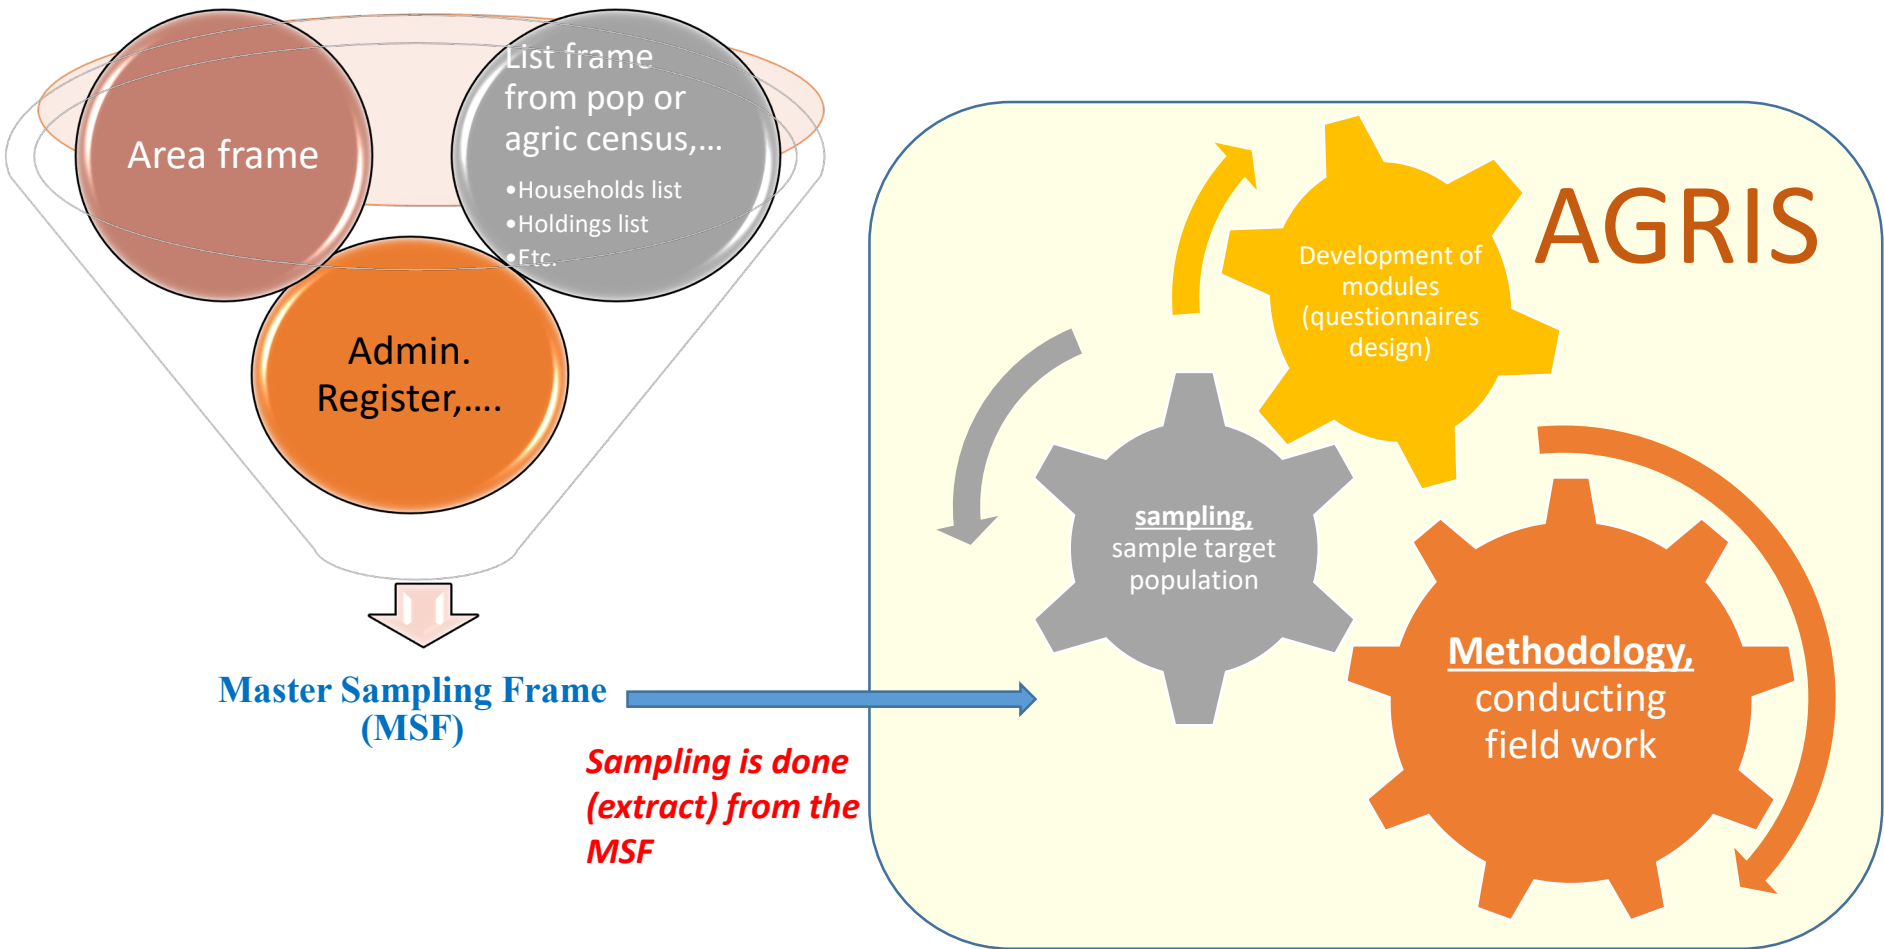 Area frame
List frame
from pop or
agric census,...
•Households list
•Holdings list
•Etc.
Admin.
Register,....
Master Sampling Frame
(MSF)
Sampling is done
(extract) from the
MSF
AGRIS
Development of
modules
(questionnaires
design)
sampling,
sample target
population
Methodology,
conducting
field work